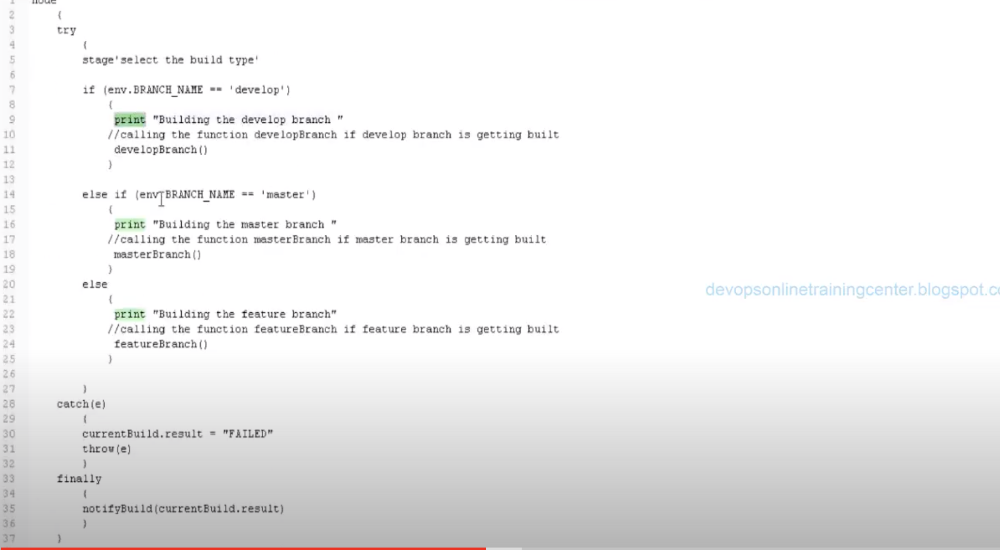 1 node
2 {
3 try
4 {
5 stage'select the build type'
6
7 if (env.BRANCH_NAME == 'develop')
8 {
9 print "Building the develop branch "
10 //calling the function developBranch if develop branch is getting built
11 developBranch()
12 }
13
14 else if (env.BRANCH_NAME == 'master')
15 {
16 print "Building the master branch "
17 //calling the function masterBranch if master branch is getting built
18 masterBranch()
19 }
20 else
devopsonlinetrainingcenter.blogspot.co
21 {
22 print "Building the feature branch"
23 //calling the function featureBranch if feature branch is getting built
24 featureBranch()
25 }
26
27 }
28 catch(e)
29 {
30 currentBuild.result = "FAILED"
31 throw(e)
32 }
33 finally
34 {
35 notifyBuild(currentBuild.result)
36 }
37 }